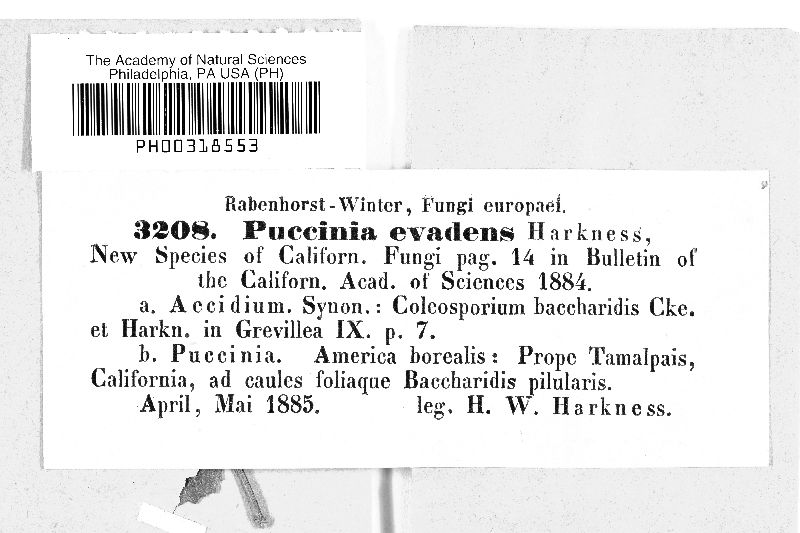 The Academy of Natural Sciences
Philadelphia, PA USA (PH)
PH00318553
Rabenhorst-Winter, Fungi europaei.
3208. Puccinia evadens Harkness,
New Species of Californ. Fungi pag. 14 in Bulletin of
the Californ. Acad. of Sciences 1884.
a. Aecidium. Synon.: Coleosporium baccharidis Cke.
et Harkn. in Grevillea IX. p. 7.
b. Puccinia. America borealis: Prope Tamalpais,
California, ad caules foliaque Baccharidis pilularis.
April, Mai 1885. leg. H. W. Harkness.